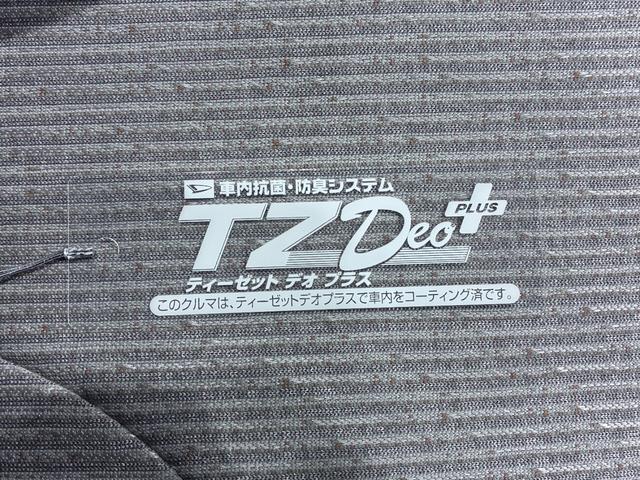 車内抗菌・防臭システム
TZ Deo PLUS
ティーゼット デオ プラス
このクルマは、ティーゼットデオプラスで車内をコーティング済です。